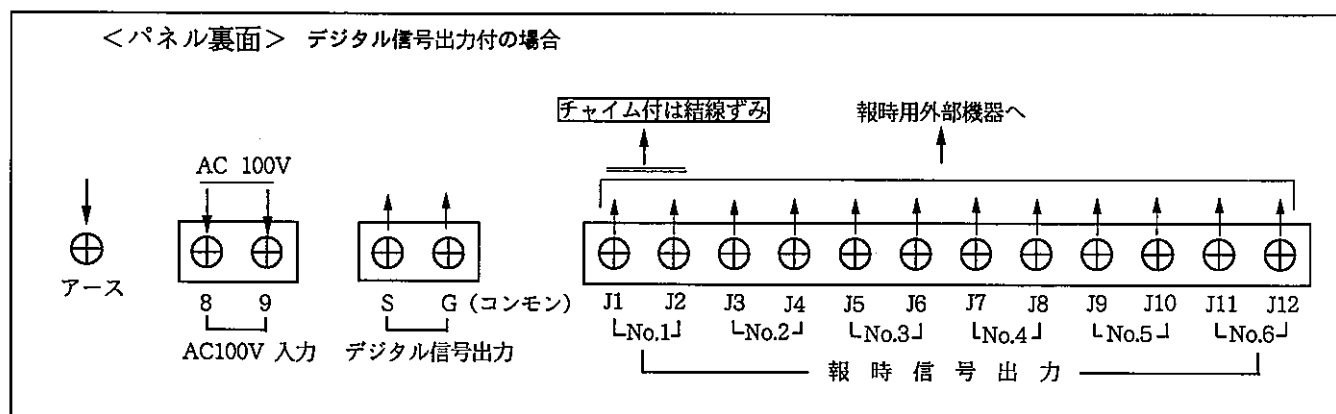 ＜パネル裏面＞ デジタル信号出力付の場合
チャイム付は結線ずみ 報時用外部機器へ
AC 100V
アース
8 9 S G (コンモン) J1 J2 J3 J4 J5 J6 J7 J8 J9 J10 J11 J12
No.1 No.2 No.3 No.4 No.5 No.6
AC100V 入力 デジタル信号出力
報時信号出力